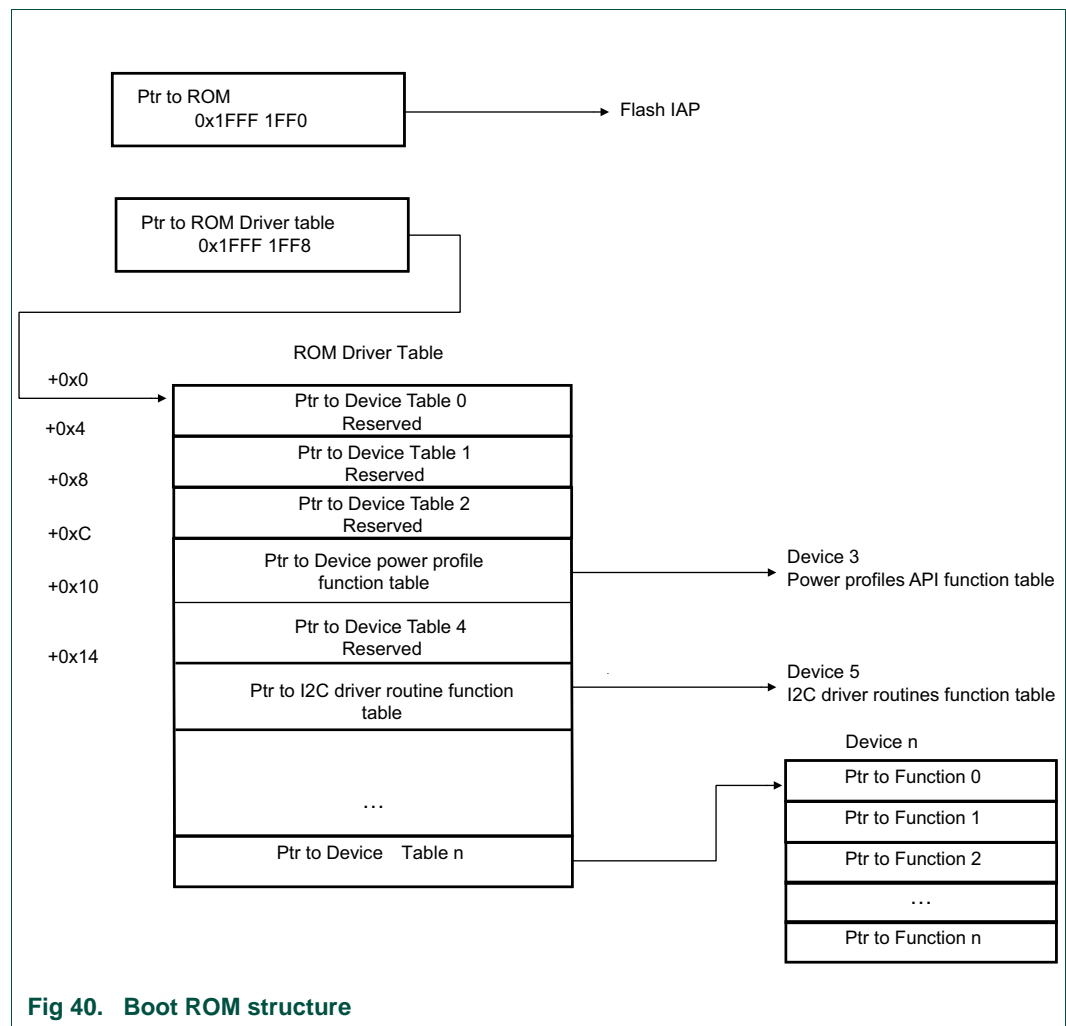 Ptr to ROM
0x1FFF 1FF0
Flash IAP
Ptr to ROM Driver table
0x1FFF 1FF8
ROM Driver Table
+0x0
Ptr to Device Table 0
Reserved
+0x4
Ptr to Device Table 1
Reserved
+0x8
Ptr to Device Table 2
Reserved
+0xC
Ptr to Device power profile
function table
Device 3
Power profiles API function table
+0x10
Ptr to Device Table 4
Reserved
+0x14
Ptr to I2C driver routine function
table
Device 5
I2C driver routines function table
Device n
Ptr to Function 0
Ptr to Function 1
Ptr to Function 2
…
Ptr to Function n
…
Ptr to Device Table n
Fig 40. Boot ROM structure